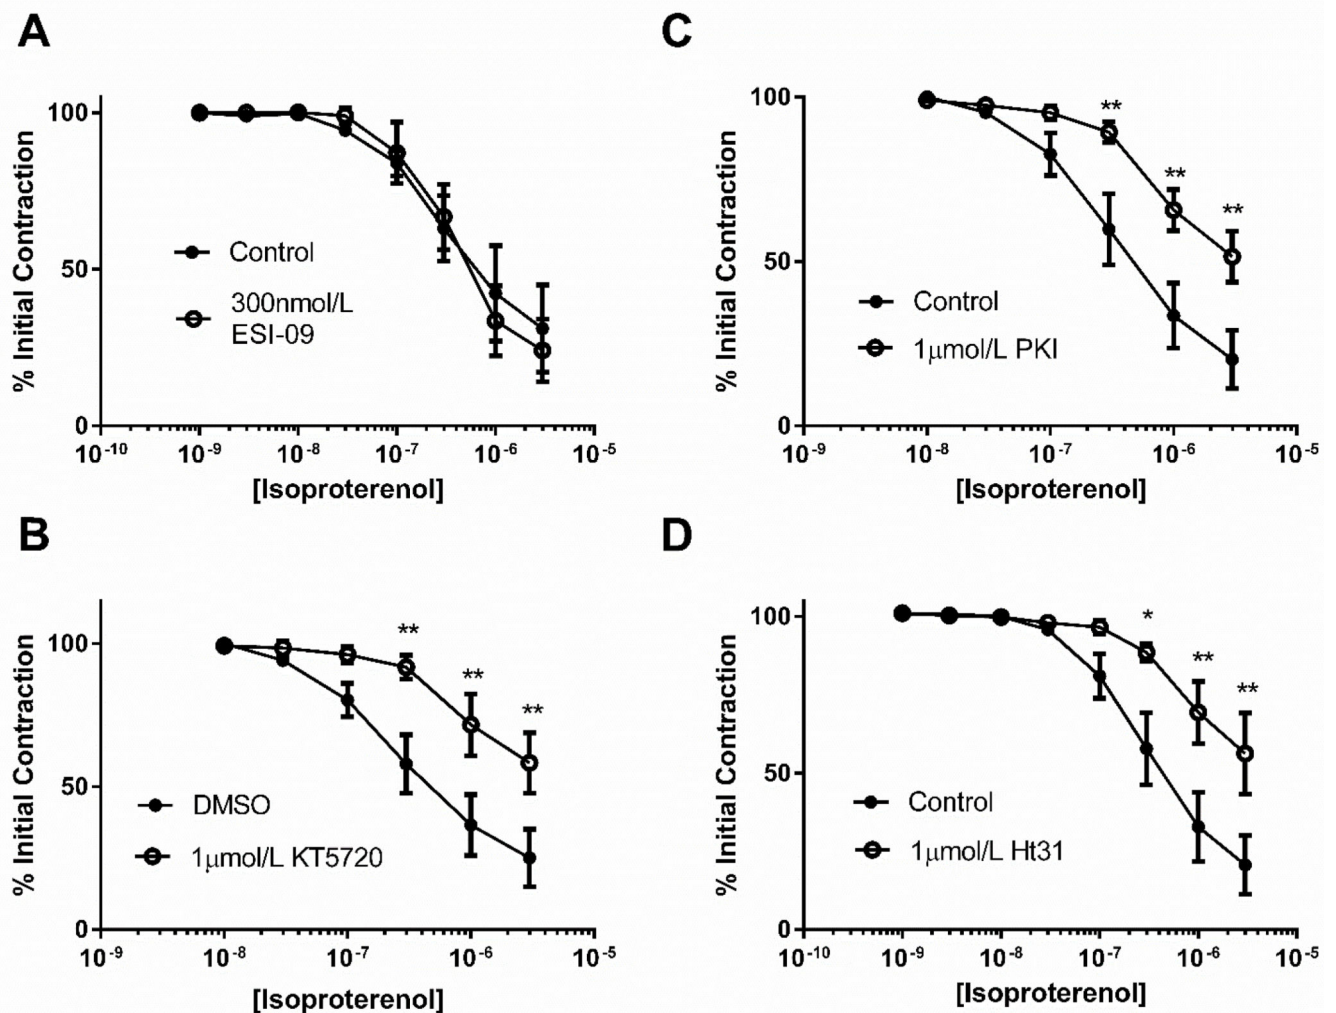 A
% Initial Contraction
100
50
0
Control
300nmol/L
ESI-09
10-10
10-9
10-8
10-7
10-6
10-5
[Isoproterenol]
C
% Initial Contraction
100
50
0
**
**
**
Control
1μmol/L PKI
10-9
10-8
10-7
10-6
10-5
[Isoproterenol]
B
% Initial Contraction
100
50
0
**
**
**
DMSO
1μmol/L KT5720
10-9
10-8
10-7
10-6
10-5
[Isoproterenol]
D
% Initial Contraction
100
50
0
*
**
**
Control
1μmol/L Ht31
10-10
10-9
10-8
10-7
10-6
10-5
[Isoproterenol]